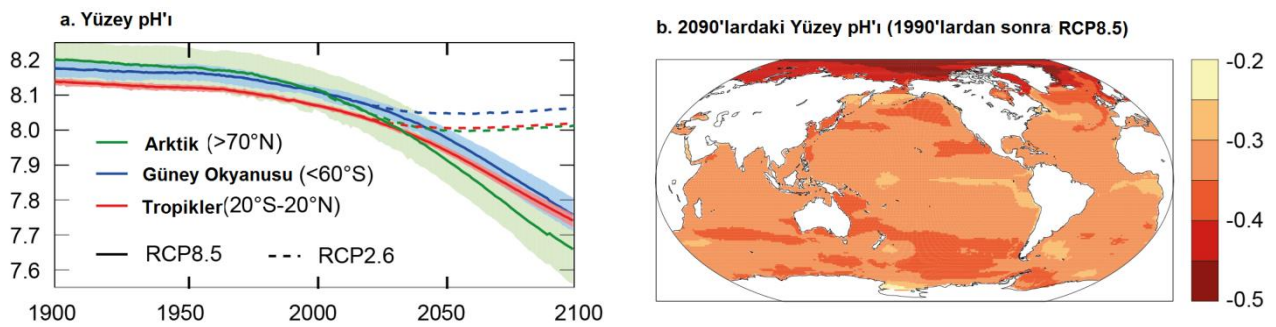 a. Yüzey pH'ı
8.2
8.1
8.0
7.9
7.8
7.7
7.6
Arktik (>70°N)
Güney Okyanusu (<60°S)
Tropikler(20°S-20°N)
RCP8.5 RCP2.6
1900 1950 2000 2050 2100
b. 2090'lardaki Yüzey pH'ı (1990'lardan sonra RCP8.5)
-0.2
-0.3
-0.4
-0.5